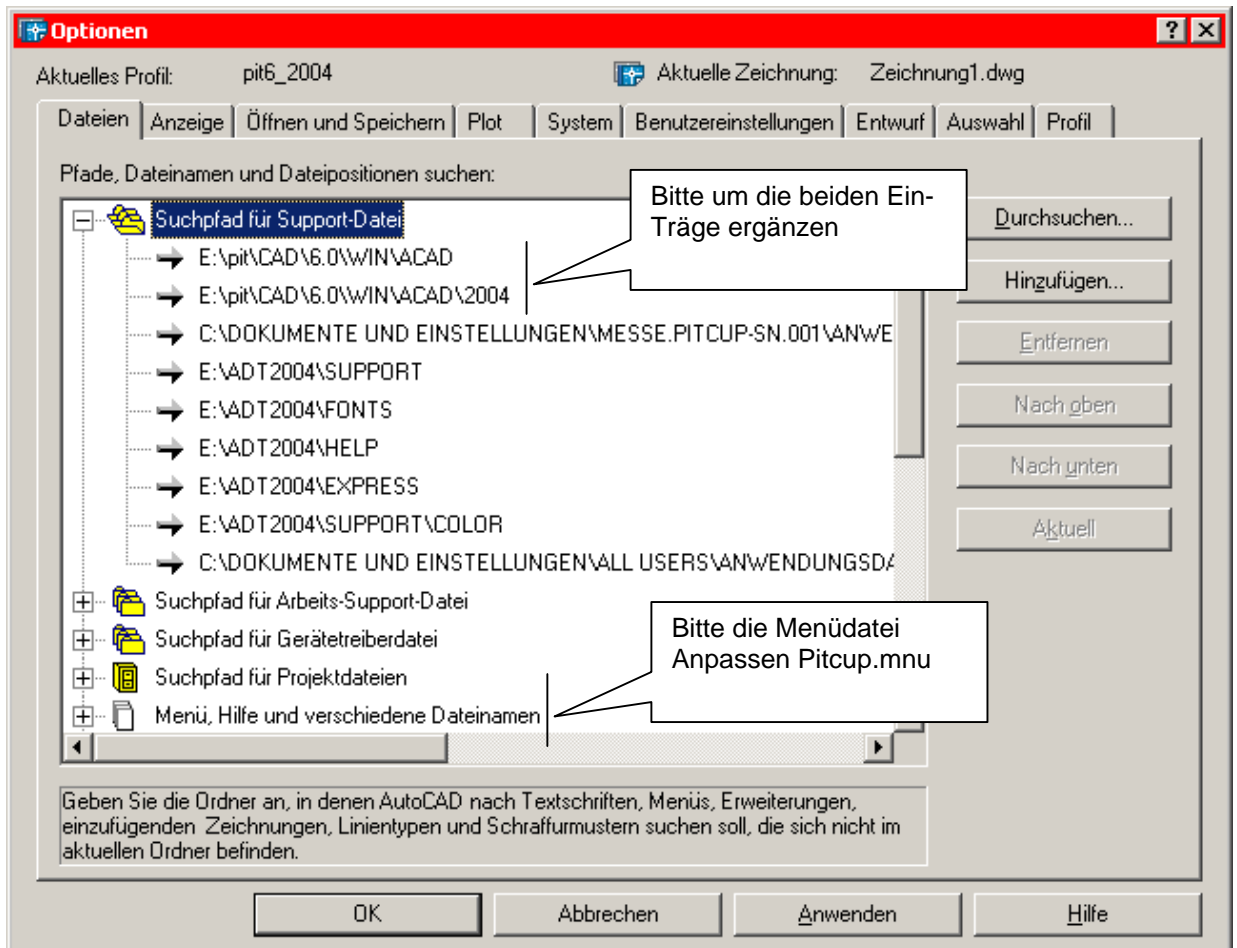 Optionen
Aktuelles Profil: pit6_2004 Aktuelle Zeichnung: Zeichnung1.dwg
Dateien Anzeige Öffnen und Speichern Plot System Benutzereinstellungen Entwurf Auswahl Profil
Pfade, Dateinamen und Dateipositionen suchen:
Bitte um die beiden Ein-
Träge ergänzen
Suchpfad für Support-Datei
E:\pit\CAD\6.0\WIN\ACAD
E:\pit\CAD\6.0\WIN\ACAD\2004
C:\DOKUMENTE UND EINSTELLUNGEN\MESSE.PITCUP-SN.001\ANWE
E:\ADT2004\SUPPORT
E:\ADT2004\FONTS
E:\ADT2004\HELP
E:\ADT2004\EXPRESS
E:\ADT2004\SUPPORT\COLOR
C:\DOKUMENTE UND EINSTELLUNGEN\ALL USERS\ANWENDUNGSDA
Suchpfad für Arbeits-Support-Datei
Suchpfad für Gerätetreiberdatei
Suchpfad für Projektdateien
Menü, Hilfe und verschiedene Dateinamen
Bitte die Menüdatei
Anpassen Pitcup.mnu
Durchsuchen...
Hinzufügen...
Entfernen
Nach oben
Nach unten
Aktuell
Geben Sie die Ordner an, in denen AutoCAD nach Textschriften, Menüs, Erweiterungen,
einzufügenden Zeichnungen, Linientypen und Schraffurmustern suchen soll, die sich nicht im
aktuellen Ordner befinden.
OK Abbrechen Anwenden Hilfe